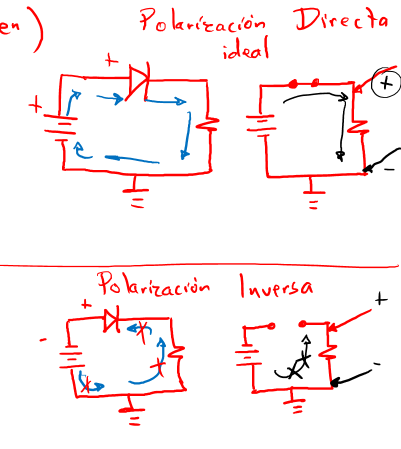 en)
Polarización Directa
ideal
+
+
+
-
Polarización Inversa
+
-
+
-